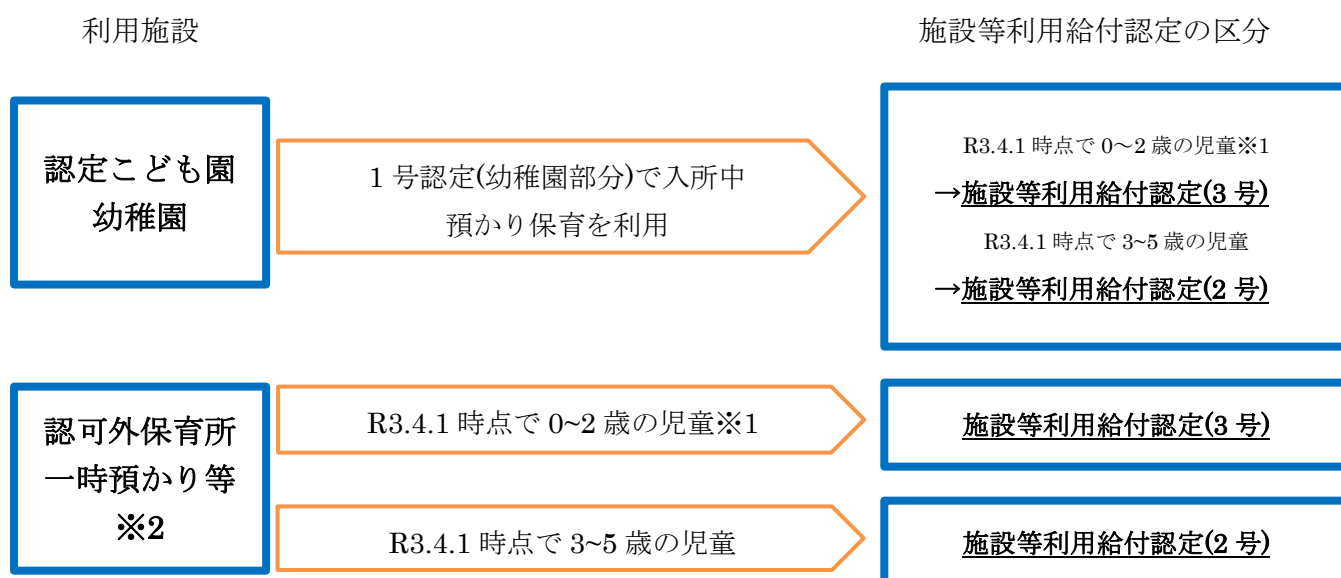 利用施設
施設等利用給付認定の区分
認定こども園
幼稚園
1 号認定(幼稚園部分)で入所中
預かり保育を利用
R3.4.1 時点で 0～2 歳の児童※1
→施設等利用給付認定(3 号)
R3.4.1 時点で 3~5 歳の児童
→施設等利用給付認定(2 号)
認可外保育所
一時預かり等
※2
R3.4.1 時点で 0~2 歳の児童※1
施設等利用給付認定(3 号)
R3.4.1 時点で 3~5 歳の児童
施設等利用給付認定(2 号)